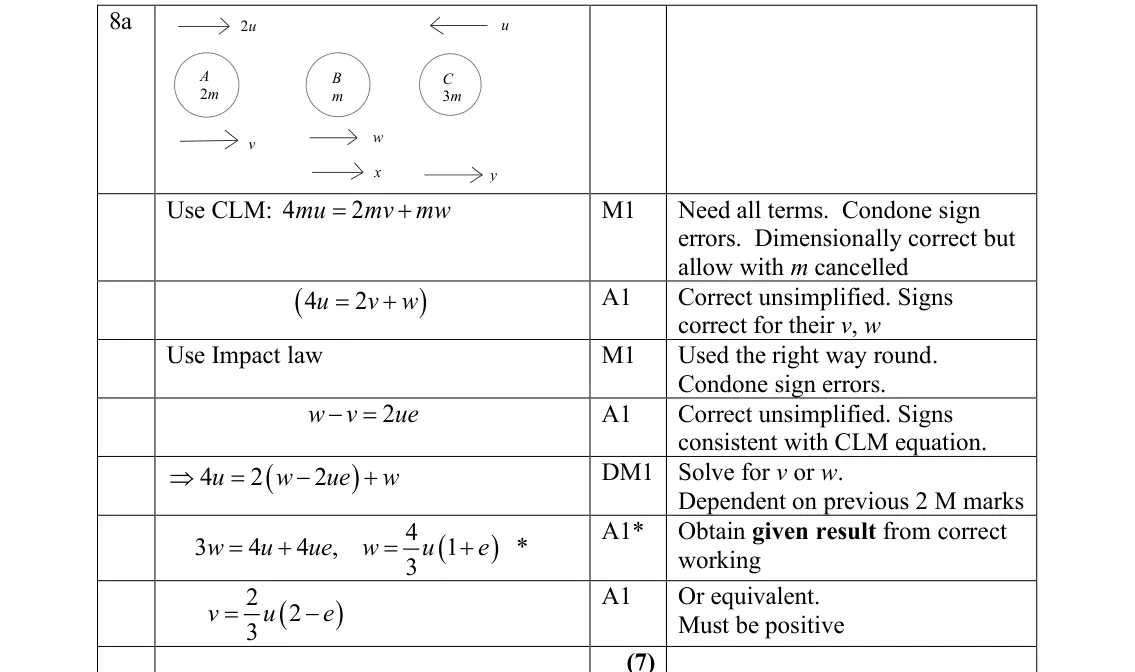 8a
2u
u
A
2m
B
m
C
3m
v
w
x
y
Use CLM: 4mu = 2mv + mw
M1
Need all terms. Condone sign
errors. Dimensionally correct but
allow with m cancelled
(4u = 2v + w)
A1
Correct unsimplified. Signs
correct for their v, w
Use Impact law
M1
Used the right way round.
Condone sign errors.
w − v = 2ue
A1
Correct unsimplified. Signs
consistent with CLM equation.
⇒ 4u = 2(w − 2ue) + w
DM1
Solve for v or w.
Dependent on previous 2 M marks
3w = 4u + 4ue, w = 4/3 u(1 + e) *
A1*
Obtain given result from correct
working
v = 2/3 u(2 − e)
A1
Or equivalent.
Must be positive
(7)